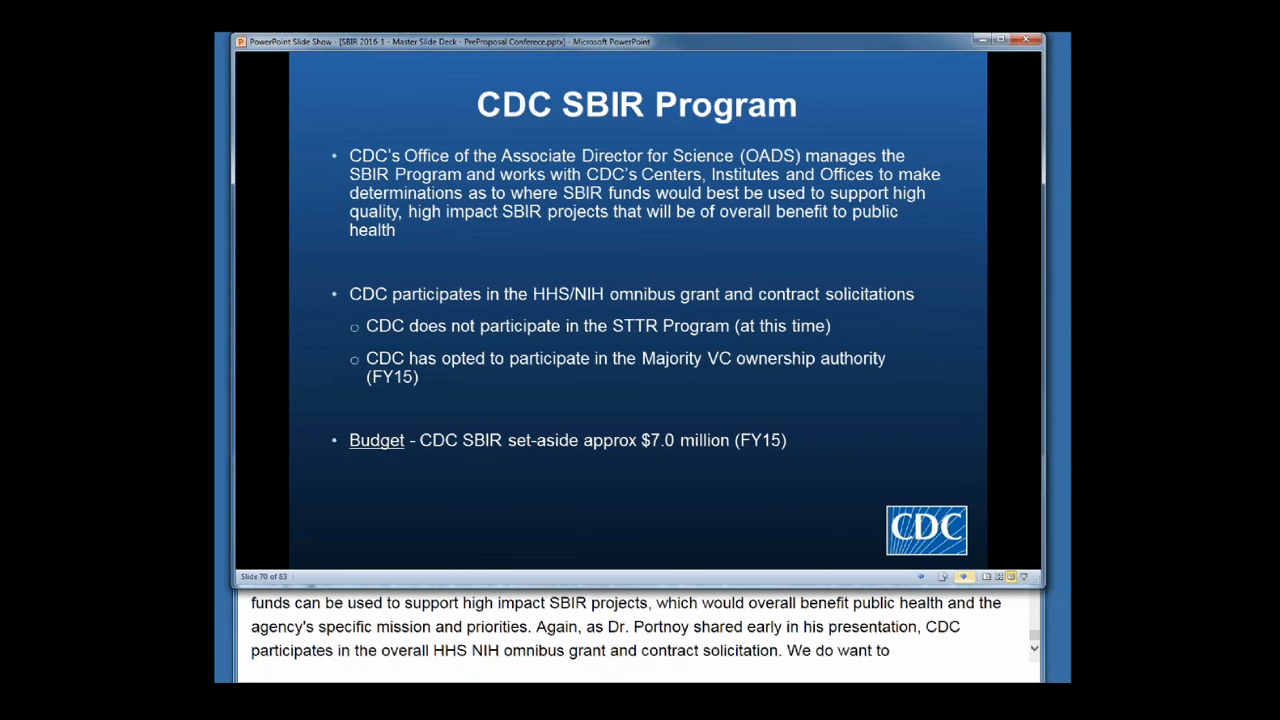 PowerPoint Slide Show - [SBIR 2016-1 - Master Slide Deck - PreProposal Conferece.pptx] - Microsoft PowerPoint
CDC SBIR Program
• CDC's Office of the Associate Director for Science (OADS) manages the
SBIR Program and works with CDC's Centers, Institutes and Offices to make
determinations as to where SBIR funds would best be used to support high
quality, high impact SBIR projects that will be of overall benefit to public
health
• CDC participates in the HHS/NIH omnibus grant and contract solicitations
o CDC does not participate in the STTR Program (at this time)
o CDC has opted to participate in the Majority VC ownership authority
(FY15)
• Budget - CDC SBIR set-aside approx $7.0 million (FY15)
CDC
Slide 70 of 83
funds can be used to support high impact SBIR projects, which would overall benefit public health and the
agency's specific mission and priorities. Again, as Dr. Portnoy shared early in his presentation, CDC
participates in the overall HHS NIH omnibus grant and contract solicitation. We do want to